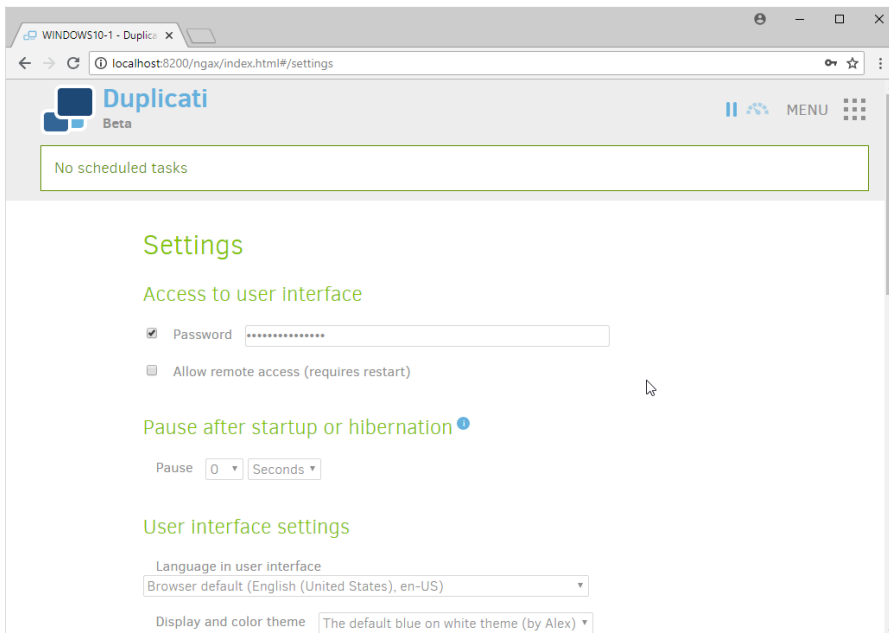 WINDOWS10-1 - Duplica
localhost:8200/ngax/index.html#/settings
Duplicati
Beta
MENU
No scheduled tasks
Settings
Access to user interface
Password •••••••••••••••
Allow remote access (requires restart)
Pause after startup or hibernation
Pause 0 Seconds
User interface settings
Language in user interface
Browser default (English (United States), en-US)
Display and color theme The default blue on white theme (by Alex)